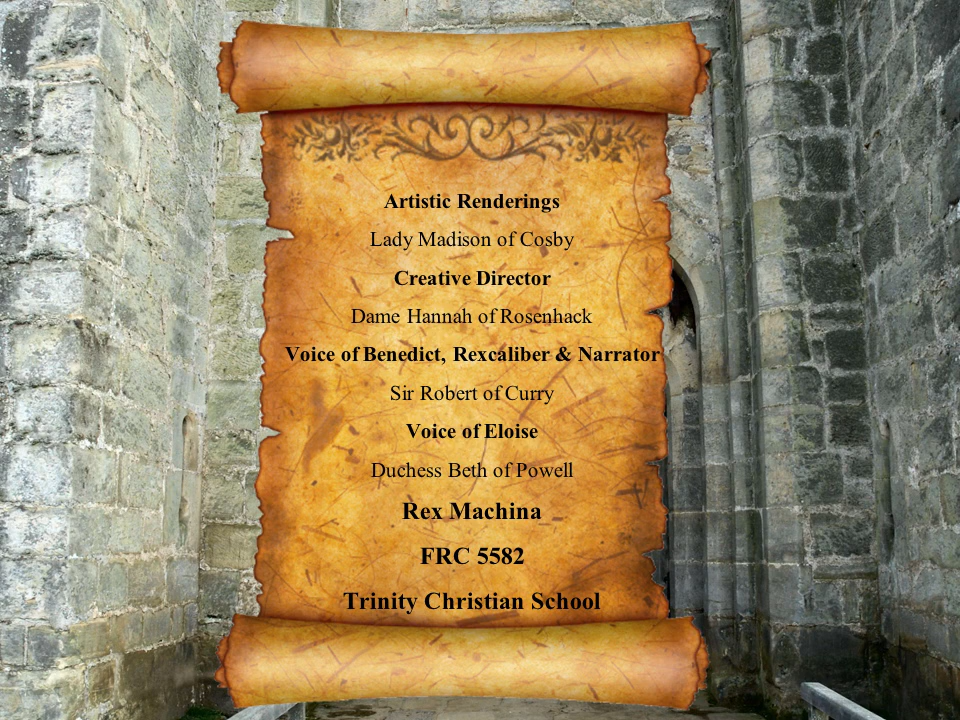 Artistic Renderings
Lady Madison of Cosby
Creative Director
Dame Hannah of Rosenhack
Voice of Benedict, Rexcaliber & Narrator
Sir Robert of Curry
Voice of Eloise
Duchess Beth of Powell
Rex Machina
FRC 5582
Trinity Christian School